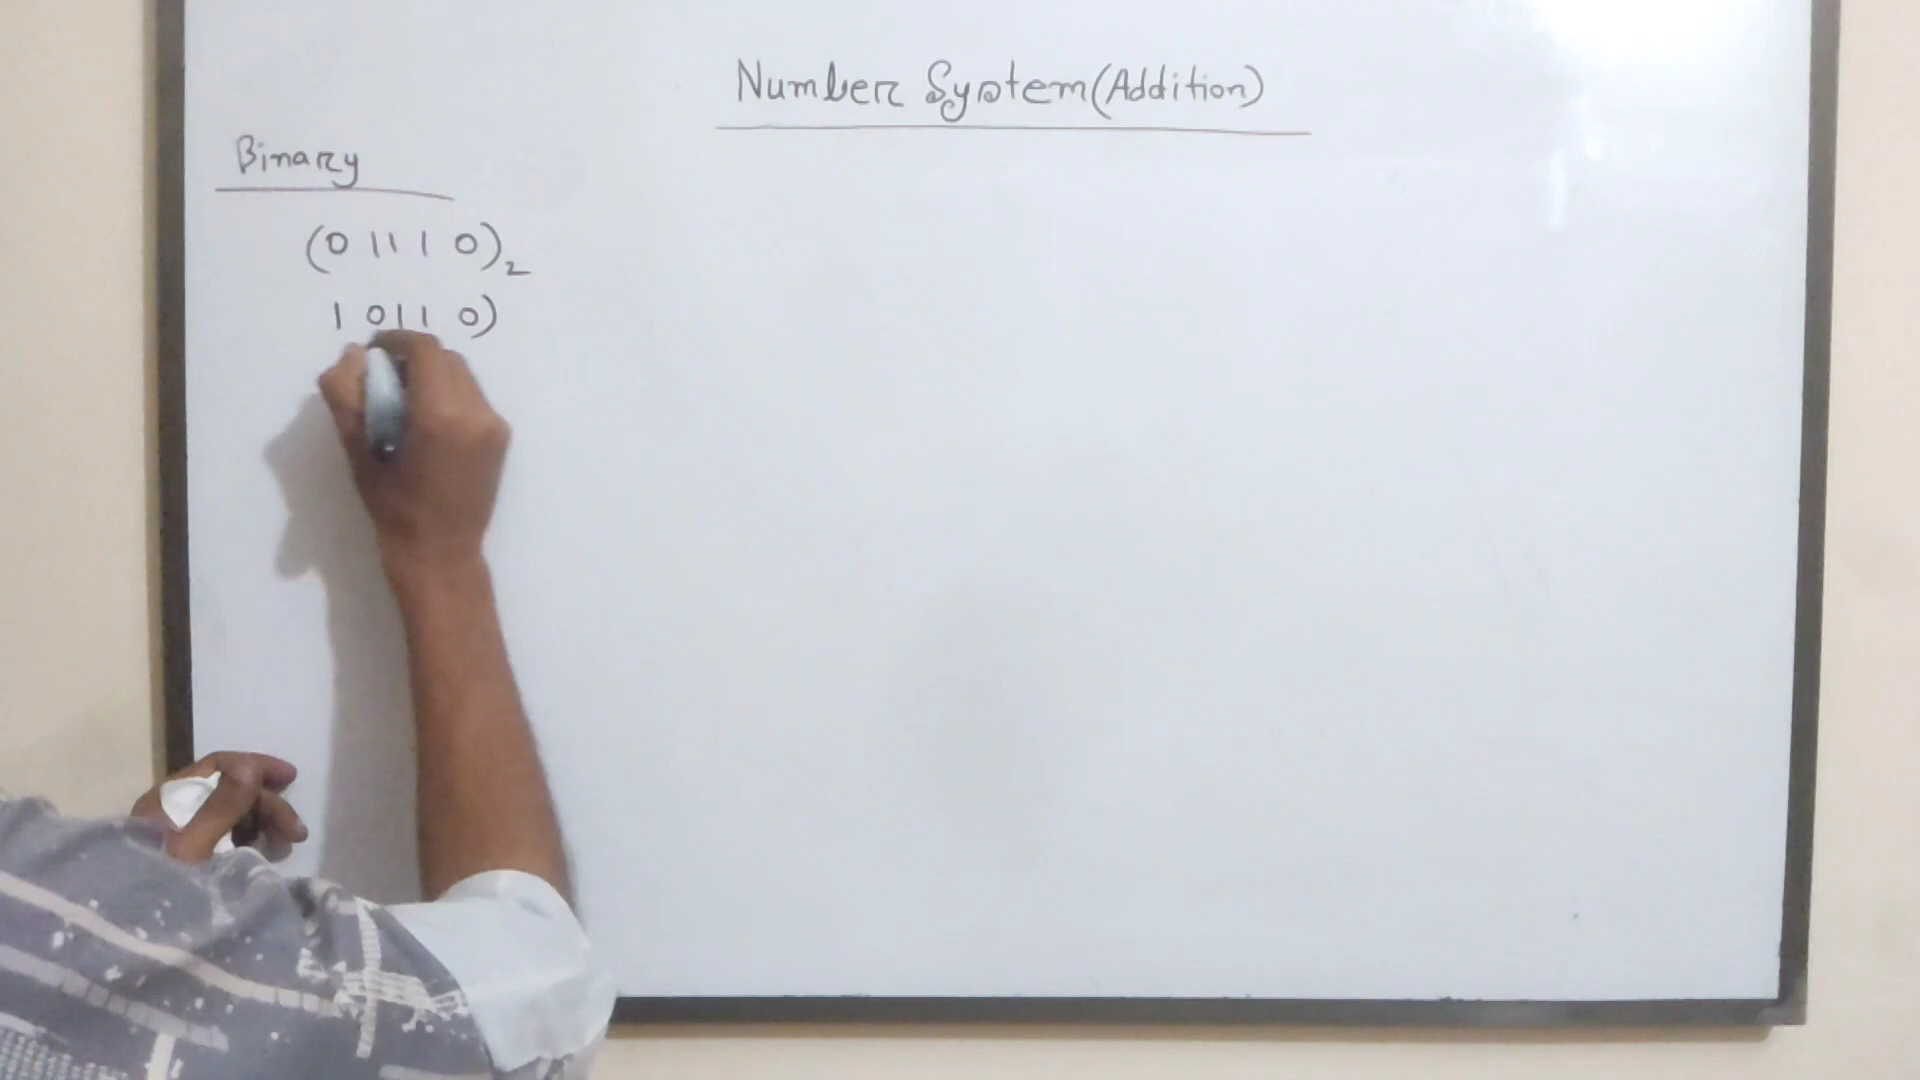 Number System(Addition)
Binary
(0 1 1 1 0)₂
1 0 1 1 0)